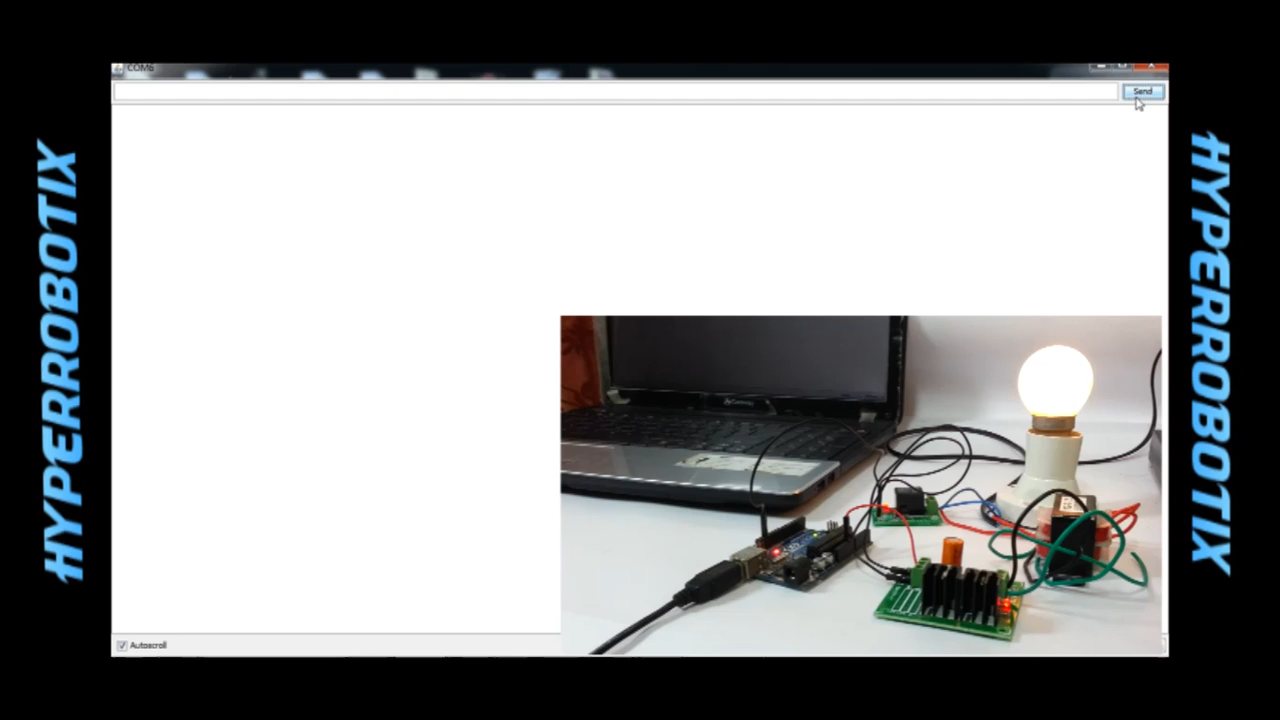 COM6
Send
HYPERROBOTIX
HYPERROBOTIX
Autoscroll